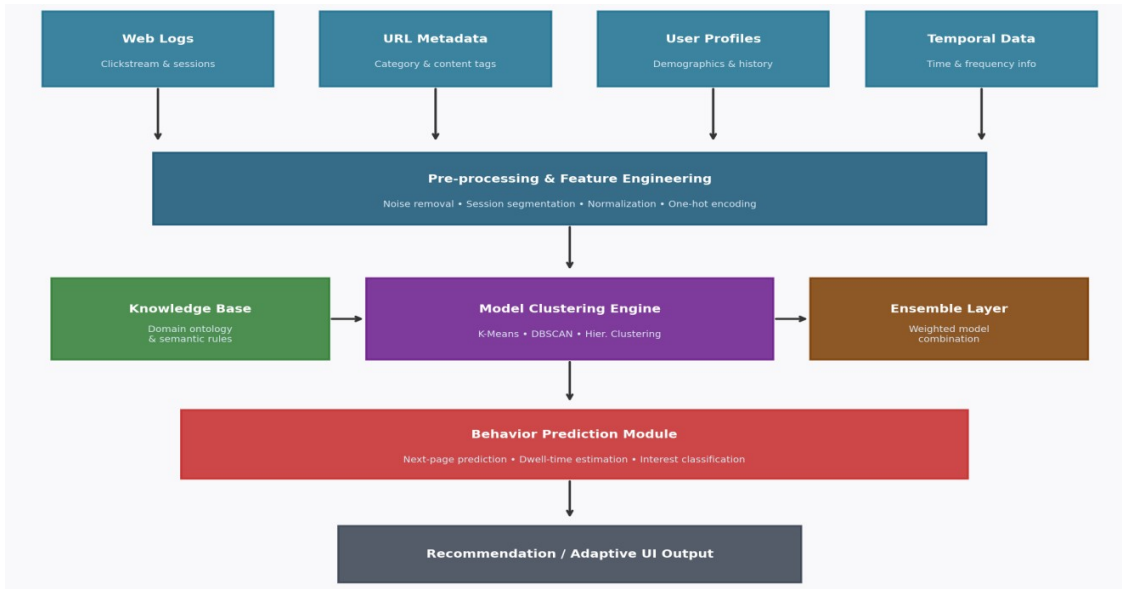 Web Logs
Clickstream & sessions
URL Metadata
Category & content tags
User Profiles
Demographics & history
Temporal Data
Time & frequency info
Pre-processing & Feature Engineering
Noise removal • Session segmentation • Normalization • One-hot encoding
Knowledge Base
Domain ontology
& semantic rules
Model Clustering Engine
K-Means • DBSCAN • Hier. Clustering
Ensemble Layer
Weighted model
combination
Behavior Prediction Module
Next-page prediction • Dwell-time estimation • Interest classification
Recommendation / Adaptive UI Output